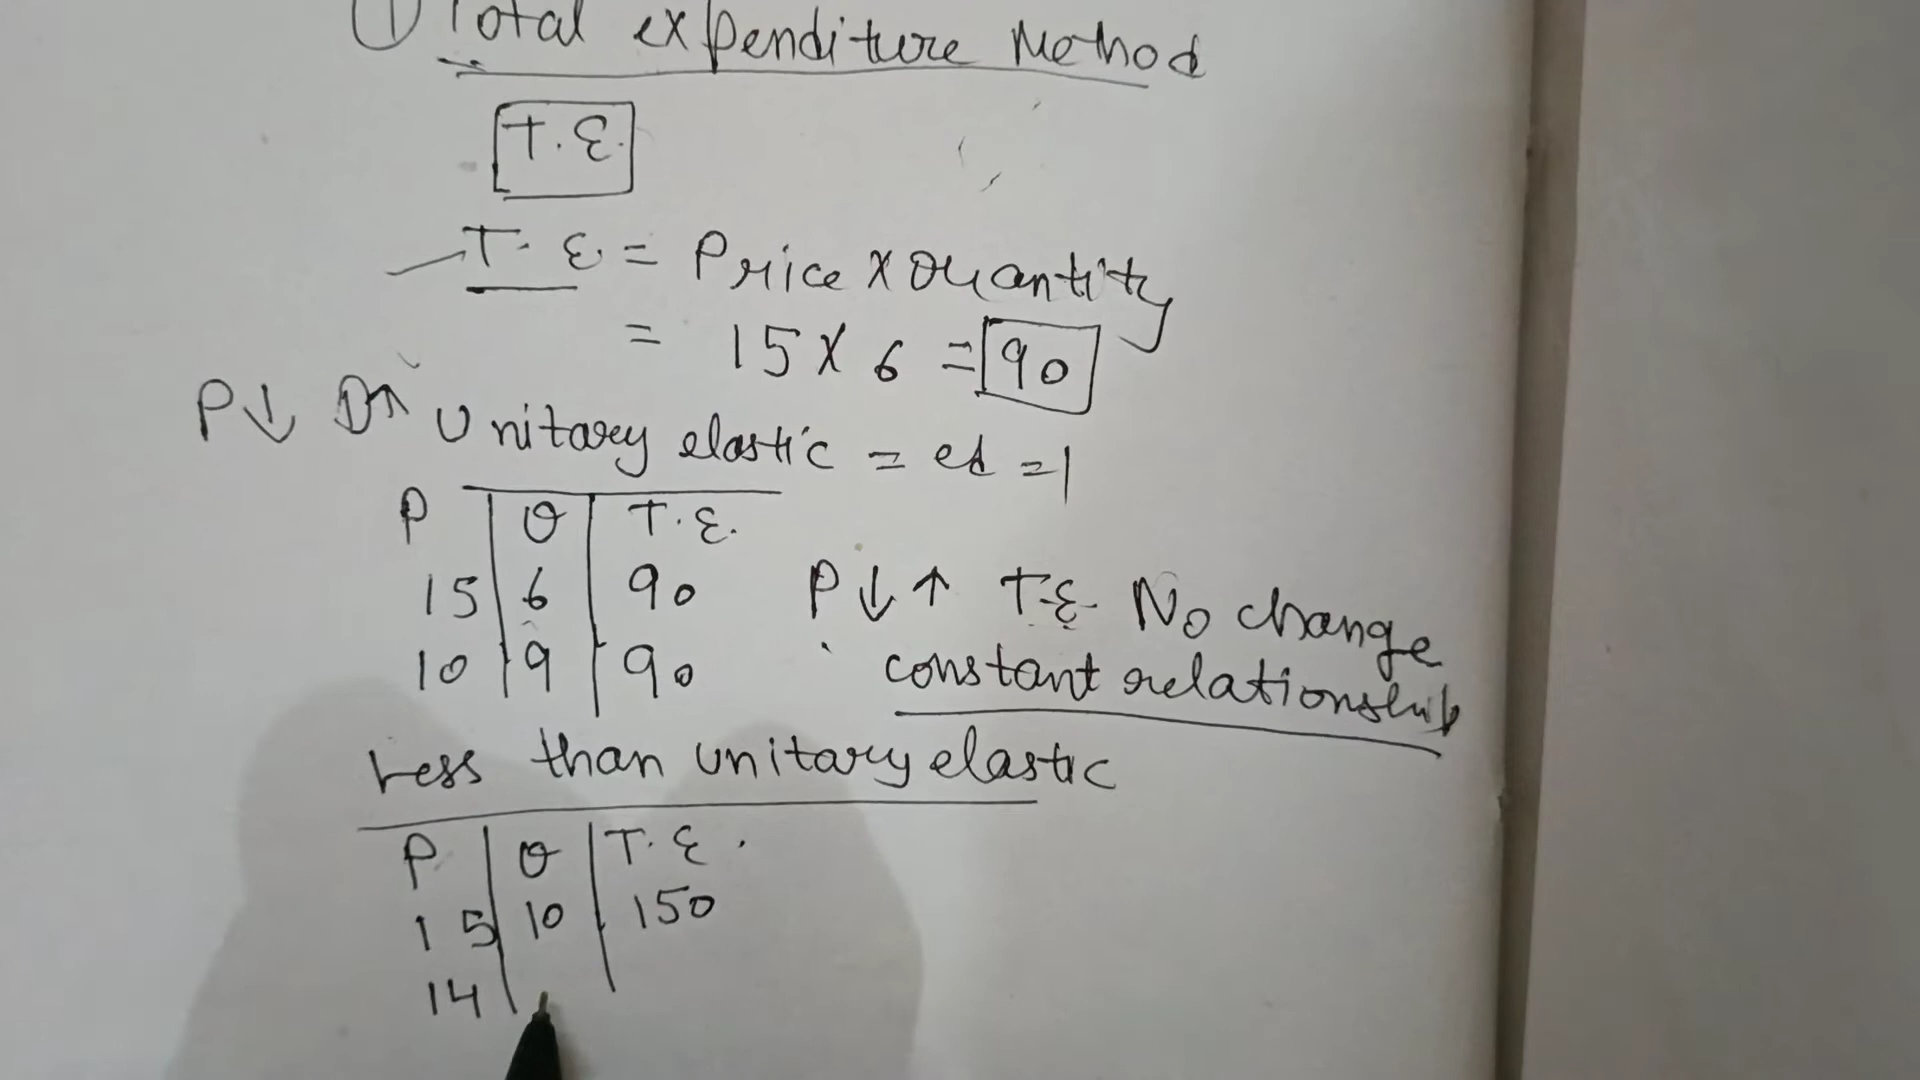 ① Total expenditure Method
T.E.
T.E = Price X Quantity
= 15 X 6 = 90
P↓ D↑ Unitary elastic = ed = 1
P Q T.E.
15 6 90 P↓↑ T.E. No change
10 9 90 constant relationship
Less than unitary elastic
P Q T.E.
15 10 150
14